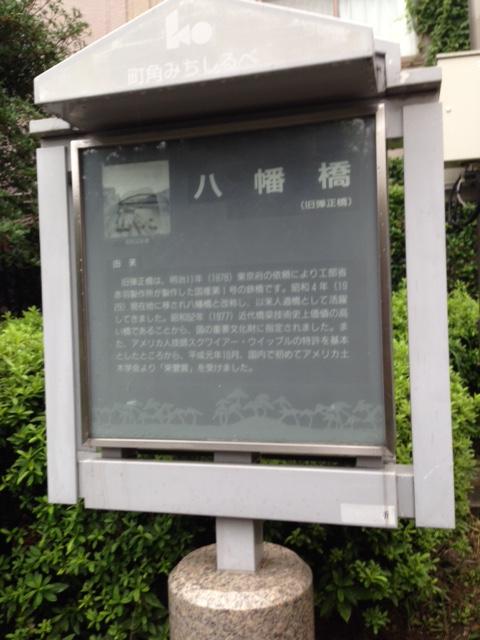 町角みちしるべ
八幡橋
(旧弾正橋)
由来
旧弾正橋は、明治11年（1878）東京府の依頼により工部省
赤羽製作所が製作した国産第1号の鉄橋です。昭和4年（19
29）現在地に移され八幡橋と改称し、以来人道橋として活躍
してきました。昭和52年（1977）近代橋梁技術史上価値の高
い橋であることから、国の重要文化財に指定されました。ま
た、アメリカ人技師スクワイアー・ウイップルの特許を基本
としたところから、平成元年10月、国内で初めてアメリカ土
木学会より「栄誉賞」を受けました。